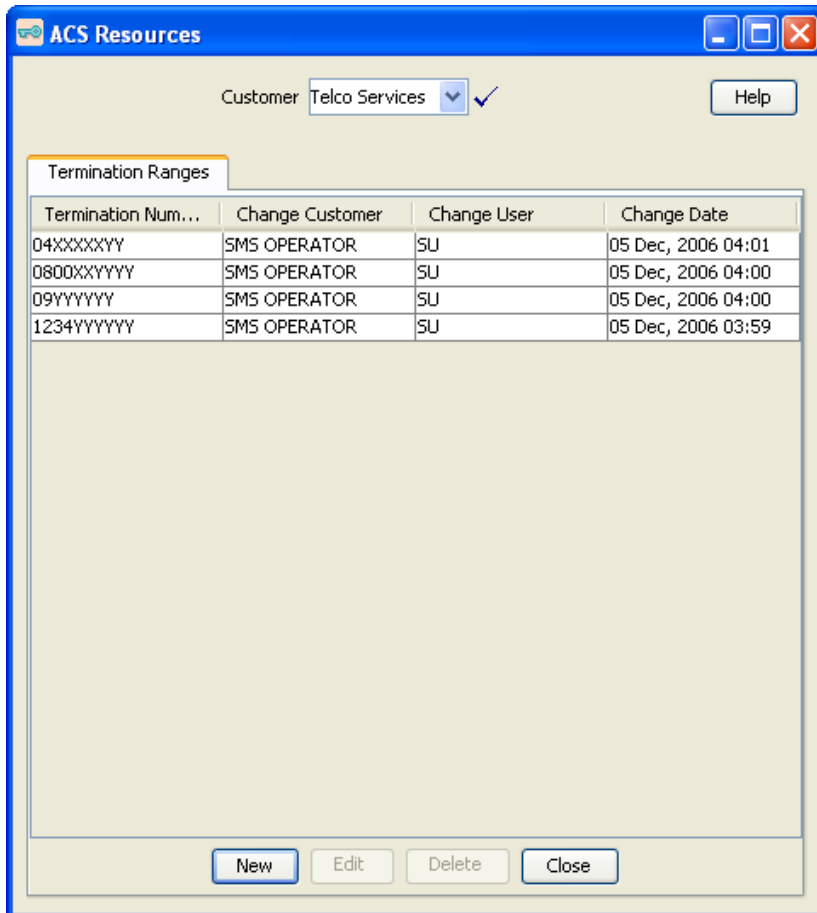 ACS Resources
Customer Telco Services Help
Termination Ranges
Termination Num... Change Customer Change User Change Date
04XXXXXYY SMS OPERATOR SU 05 Dec, 2006 04:01
0800XXYYYY SMS OPERATOR SU 05 Dec, 2006 04:00
09YYYYYY SMS OPERATOR SU 05 Dec, 2006 04:00
1234YYYYYY SMS OPERATOR SU 05 Dec, 2006 03:59
New Edit Delete Close